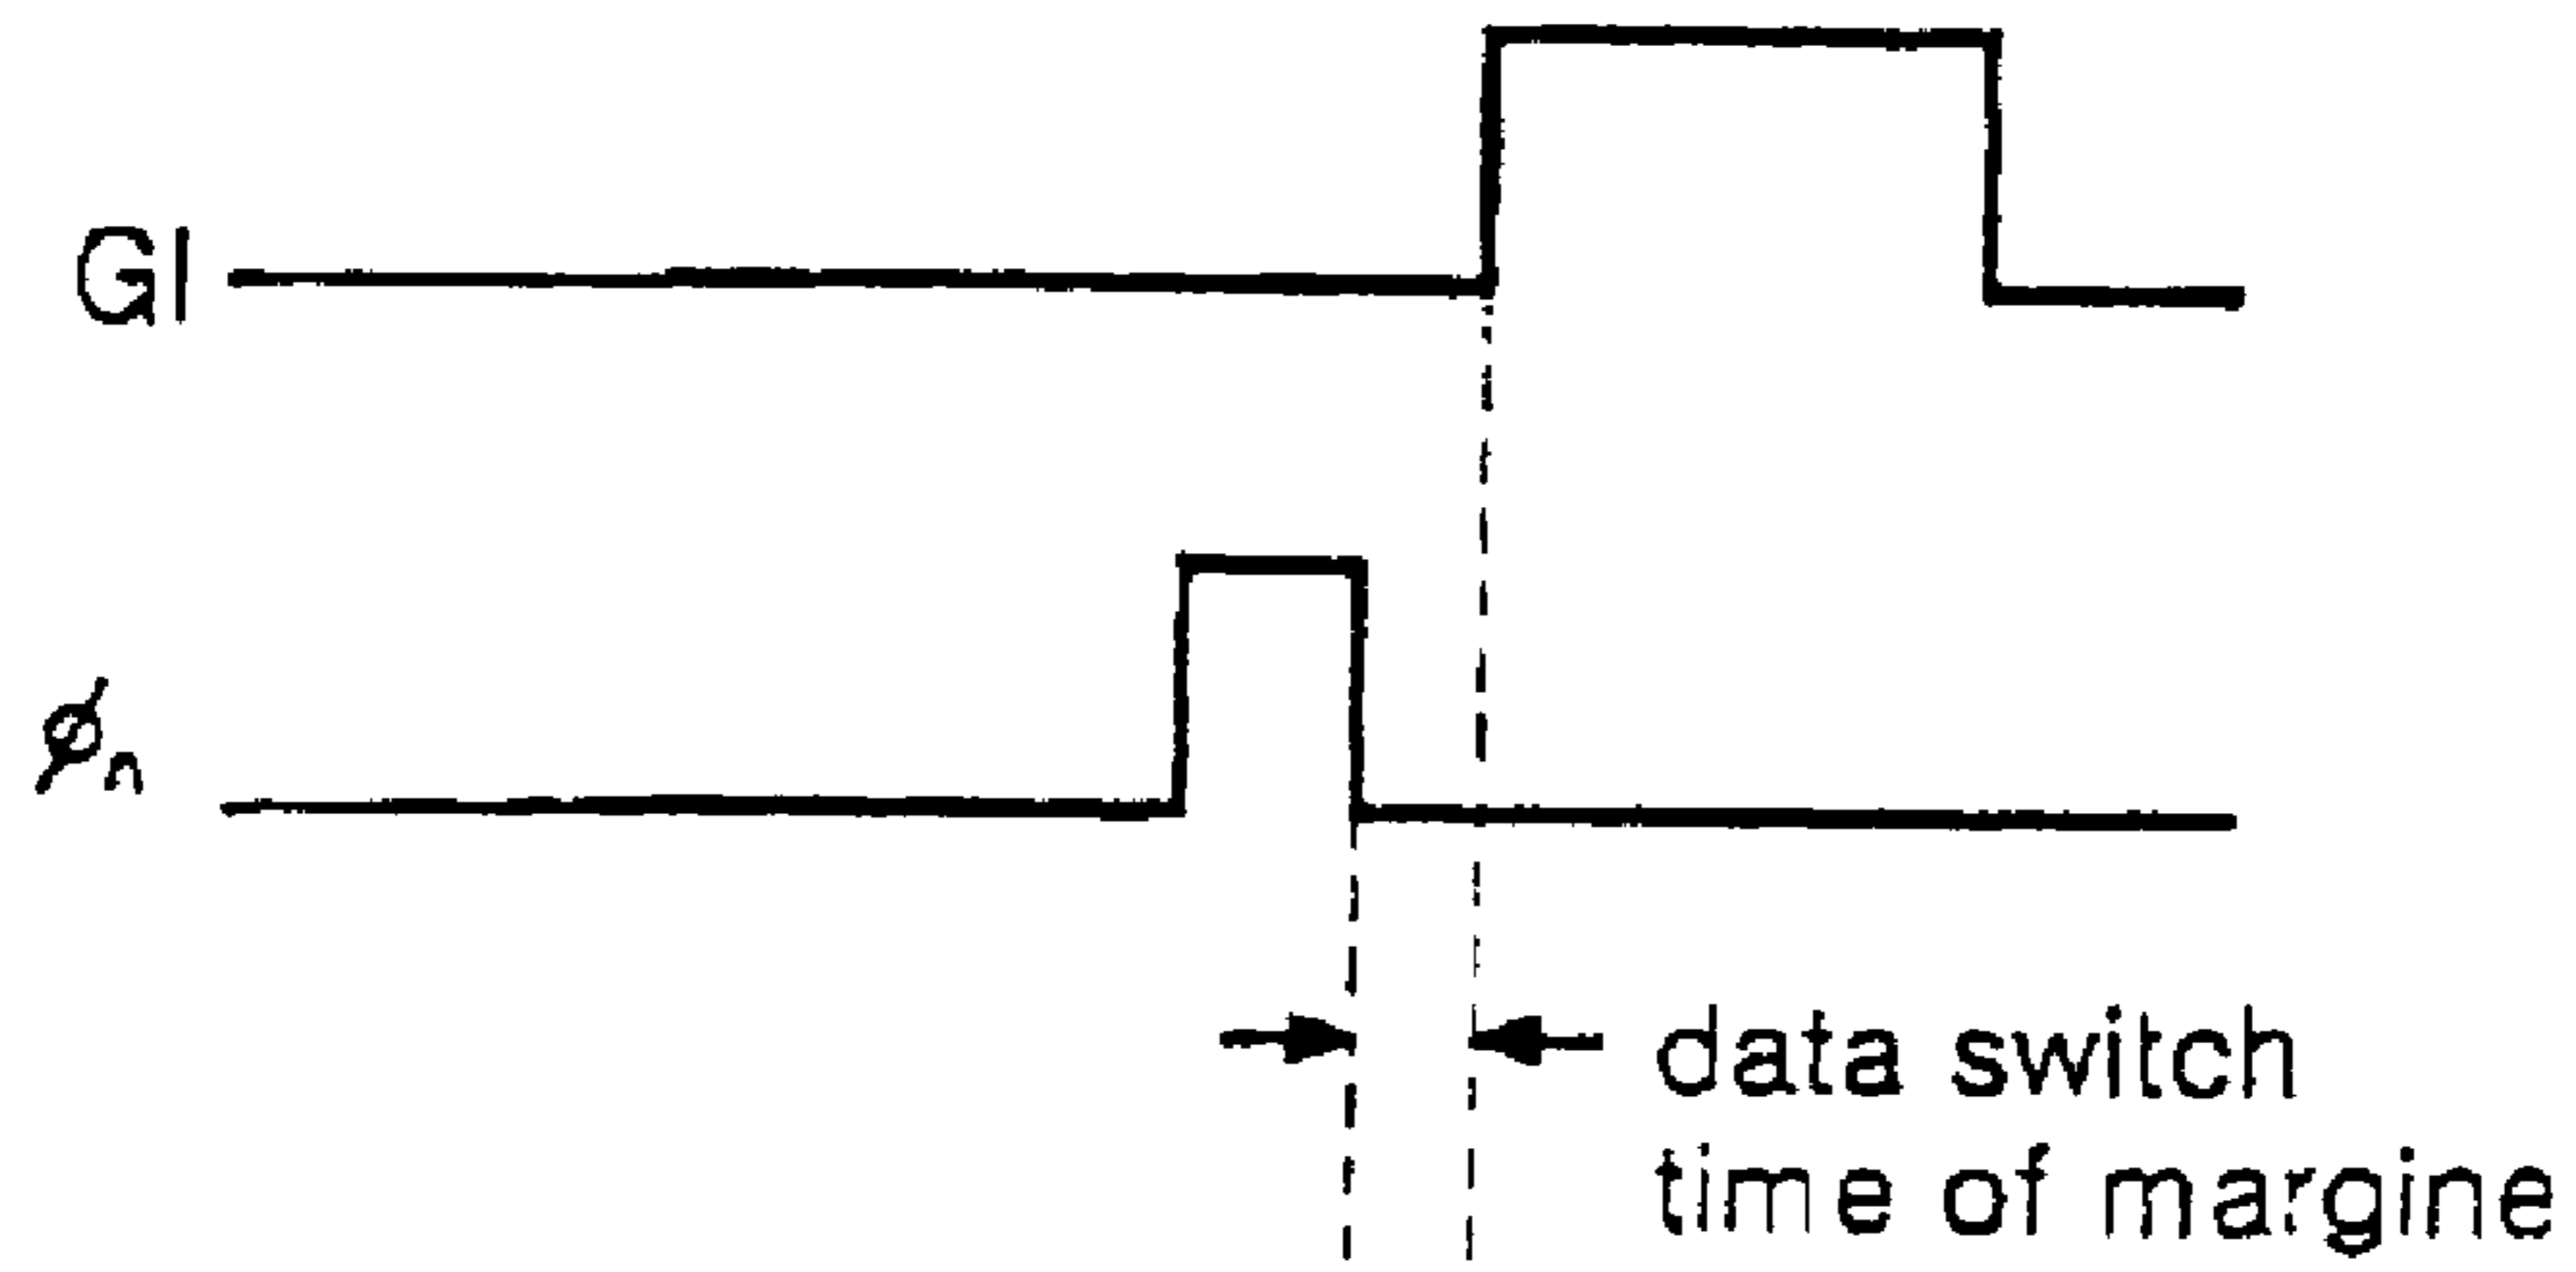 GI
ϕn
data switch
time of margine